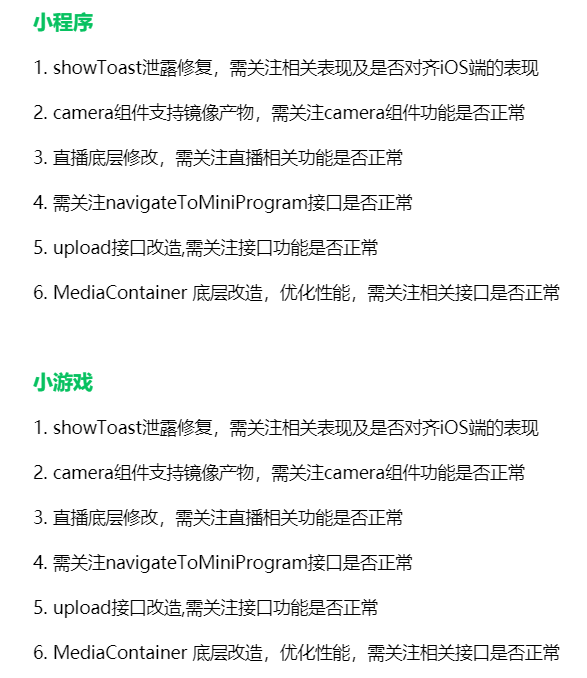 小程序
1. showToast泄露修复，需关注相关表现及是否对齐iOS端的表现
2. camera组件支持镜像产物，需关注camera组件功能是否正常
3. 直播底层修改，需关注直播相关功能是否正常
4. 需关注navigateToMiniProgram接口是否正常
5. upload接口改造,需关注接口功能是否正常
6. MediaContainer 底层改造，优化性能，需关注相关接口是否正常
小游戏
1. showToast泄露修复，需关注相关表现及是否对齐iOS端的表现
2. camera组件支持镜像产物，需关注camera组件功能是否正常
3. 直播底层修改，需关注直播相关功能是否正常
4. 需关注navigateToMiniProgram接口是否正常
5. upload接口改造,需关注接口功能是否正常
6. MediaContainer 底层改造，优化性能，需关注相关接口是否正常